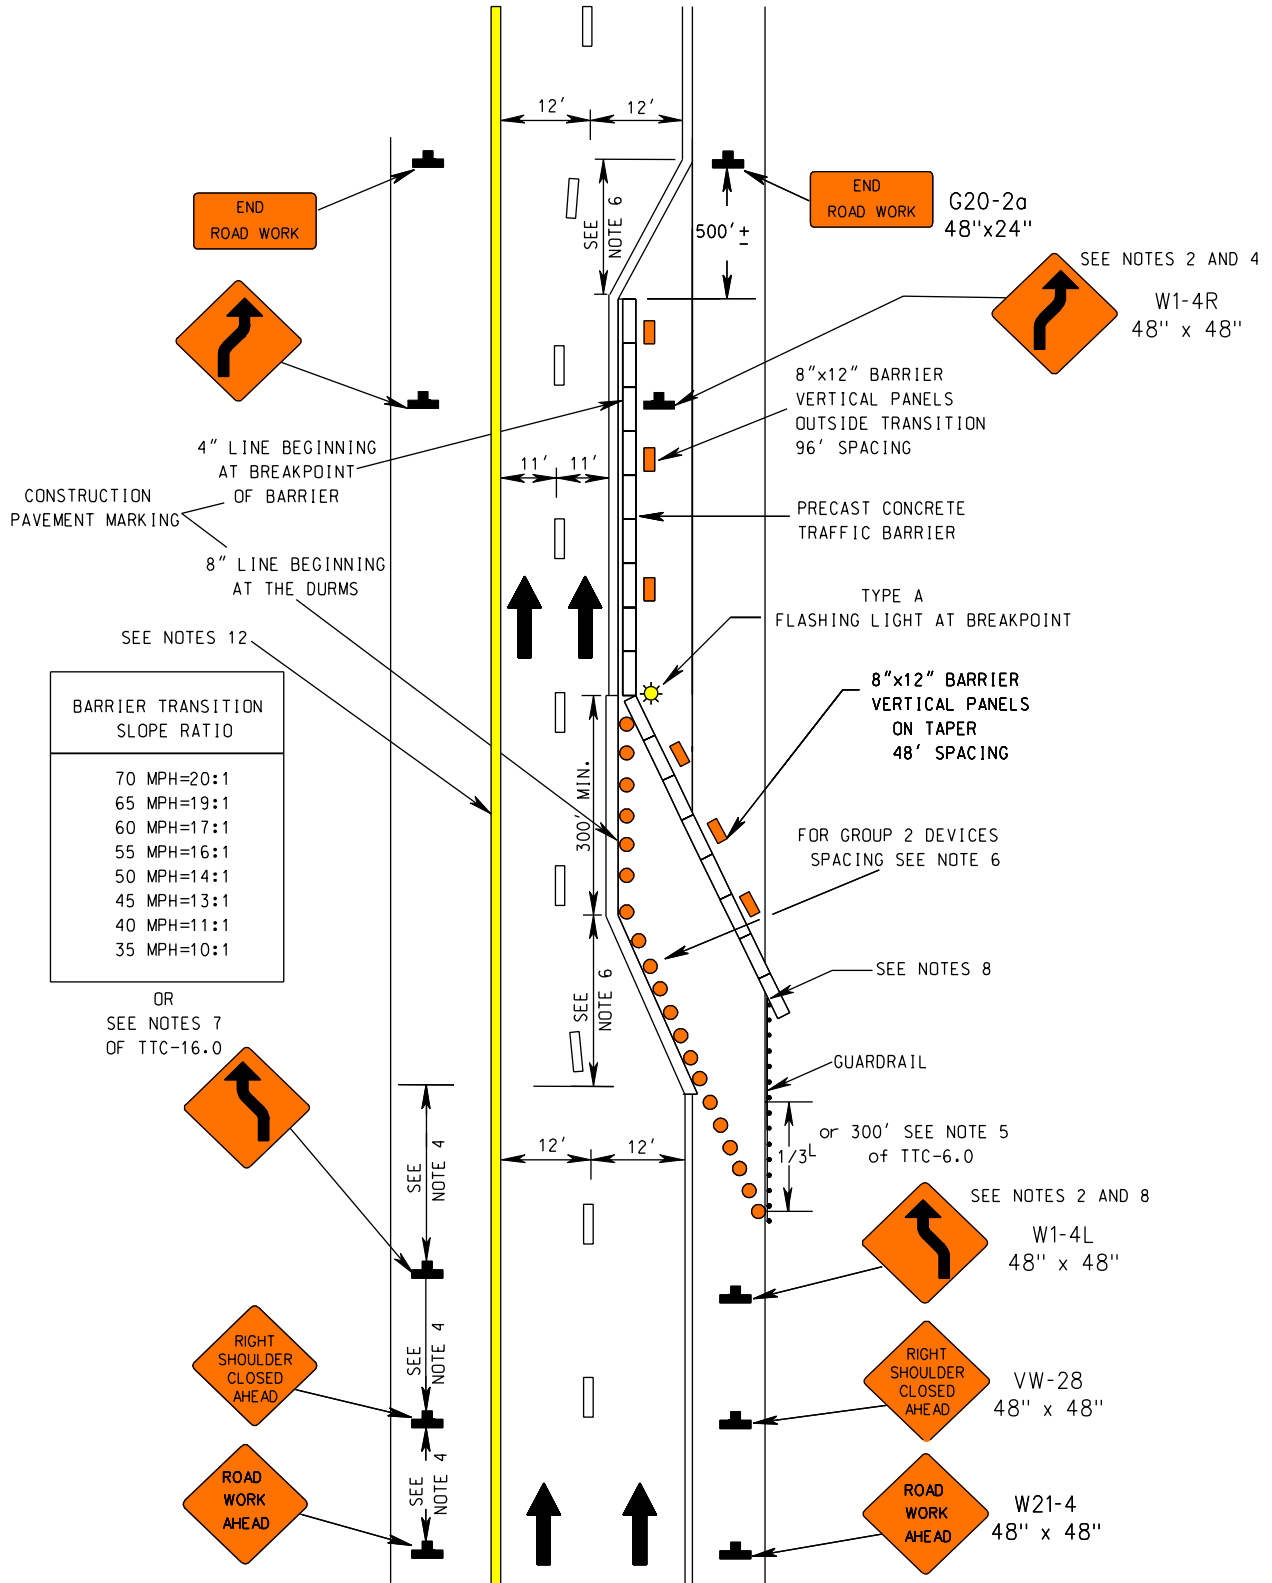 12'
12'
END
ROAD WORK
SEE
NOTE 6
500'±
END
ROAD WORK
G20-2a
48"x24"
SEE NOTES 2 AND 4
W1-4R
48" x 48"
8"x12" BARRIER
VERTICAL PANELS
OUTSIDE TRANSITION
96' SPACING
4" LINE BEGINNING
AT BREAKPOINT
OF BARRIER
11'
11'
CONSTRUCTION
PAVEMENT MARKING
PRECAST CONCRETE
TRAFFIC BARRIER
8" LINE BEGINNING
AT THE DURMS
TYPE A
FLASHING LIGHT AT BREAKPOINT
SEE NOTES 12
8"x12" BARRIER
VERTICAL PANELS
ON TAPER
48' SPACING
BARRIER TRANSITION
SLOPE RATIO
70 MPH=20:1
65 MPH=19:1
60 MPH=17:1
55 MPH=16:1
50 MPH=14:1
45 MPH=13:1
40 MPH=11:1
35 MPH=10:1
OR
SEE NOTES 7
OF TTC-16.0
300' MIN.
FOR GROUP 2 DEVICES
SPACING SEE NOTE 6
SEE
NOTE 6
SEE NOTES 8
GUARDRAIL
1/3L
or 300' SEE NOTE 5
of TTC-6.0
12'
12'
SEE
NOTE 4
SEE NOTES 2 AND 8
W1-4L
48" x 48"
SEE
NOTE 4
RIGHT
SHOULDER
CLOSED
AHEAD
RIGHT
SHOULDER
CLOSED
AHEAD
VW-28
48" x 48"
SEE
NOTE 4
ROAD
WORK
AHEAD
ROAD
WORK
AHEAD
W21-4
48" x 48"